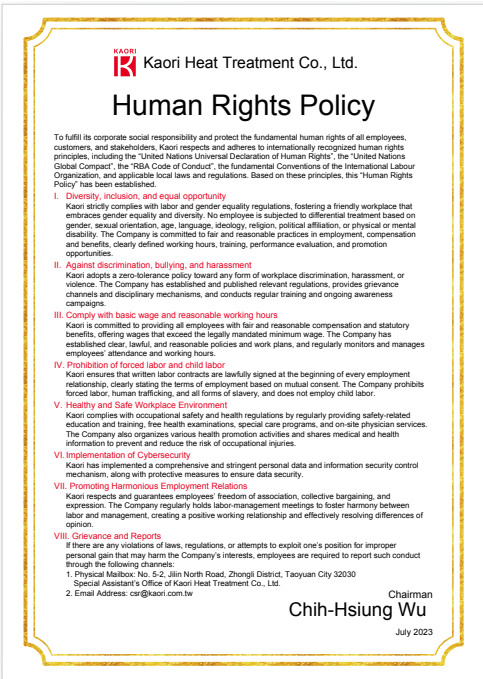 KAORI
Kaori Heat Treatment Co., Ltd.
Human Rights Policy
To fulfill its corporate social responsibility and protect the fundamental human rights of all employees,
customers, and stakeholders, Kaori respects and adheres to internationally recognized human rights
principles, including the “United Nations Universal Declaration of Human Rights”, the “United Nations
Global Compact”, the “RBA Code of Conduct”, the fundamental Conventions of the International Labour
Organization, and applicable local laws and regulations. Based on these principles, this “Human Rights
Policy” has been established.
I. Diversity, inclusion, and equal opportunity
Kaori strictly complies with labor and gender equality regulations, fostering a friendly workplace that
embraces gender equality and diversity. No employee is subjected to differential treatment based on
gender, sexual orientation, age, language, ideology, religion, political affiliation, or physical or mental
disability. The Company is committed to fair and reasonable practices in employment, compensation
and benefits, clearly defined working hours, training, performance evaluation, and promotion
opportunities.
II. Against discrimination, bullying, and harassment
Kaori adopts a zero-tolerance policy toward any form of workplace discrimination, harassment, or
violence. The Company has established and published relevant regulations, provides grievance
channels and disciplinary mechanisms, and conducts regular training and ongoing awareness
campaigns.
III. Comply with basic wage and reasonable working hours
Kaori is committed to providing all employees with fair and reasonable compensation and statutory
benefits, offering wages that exceed the legally mandated minimum wage. The Company has
established clear, lawful, and reasonable policies and work plans, and regularly monitors and manages
employees’ attendance and working hours.
IV. Prohibition of forced labor and child labor
Kaori ensures that written labor contracts are lawfully signed at the beginning of every employment
relationship, clearly stating the terms of employment based on mutual consent. The Company prohibits
forced labor, human trafficking, and all forms of slavery, and does not employ child labor.
V. Healthy and Safe Workplace Environment
Kaori complies with occupational safety and health regulations by regularly providing safety-related
education and training, free health examinations, special care programs, and on-site physician services.
The Company also organizes various health promotion activities and shares medical and health
information to prevent and reduce the risk of occupational injuries.
VI. Implementation of Cybersecurity
Kaori has implemented a comprehensive and stringent personal data and information security control
mechanism, along with protective measures to ensure data security.
VII. Promoting Harmonious Employment Relations
Kaori respects and guarantees employees’ freedom of association, collective bargaining, and
expression. The Company regularly holds labor-management meetings to foster harmony between
labor and management, creating a positive working relationship and effectively resolving differences of
opinion.
VIII. Grievance and Reports
If there are any violations of laws, regulations, or attempts to exploit one’s position for improper
personal gain that may harm the Company’s interests, employees are required to report such conduct
through the following channels:
1. Physical Mailbox: No. 5-2, Jilin North Road, Zhongli District, Taoyuan City 32030
Special Assistant’s Office of Kaori Heat Treatment Co., Ltd.
2. Email Address: csr@kaori.com.tw
Chairman
Chih-Hsiung Wu
July 2023